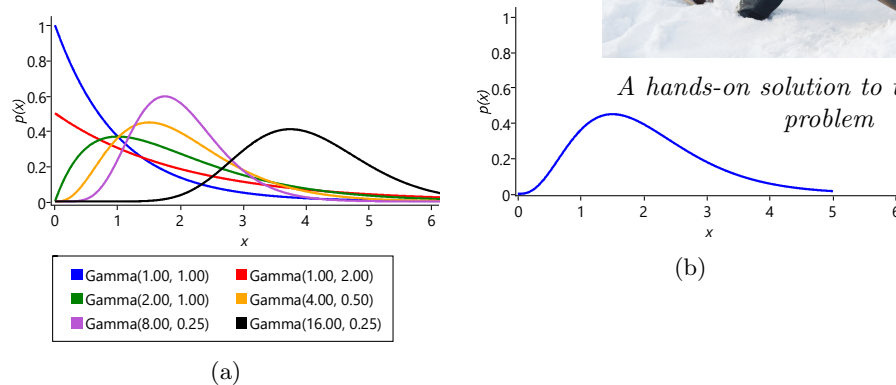 1
0.8
0.6
0.4
0.2
0
p(x)
0 1 2 3 4 5 6
x
Gamma(1.00, 1.00) Gamma(1.00, 2.00)
Gamma(2.00, 1.00) Gamma(4.00, 0.50)
Gamma(8.00, 0.25) Gamma(16.00, 0.25)
(a)
1
0.8
0.6
0.4
0.2
0
p(x)
0 1 2 3 4 5
x
(b)
A hands-on solution to
problem